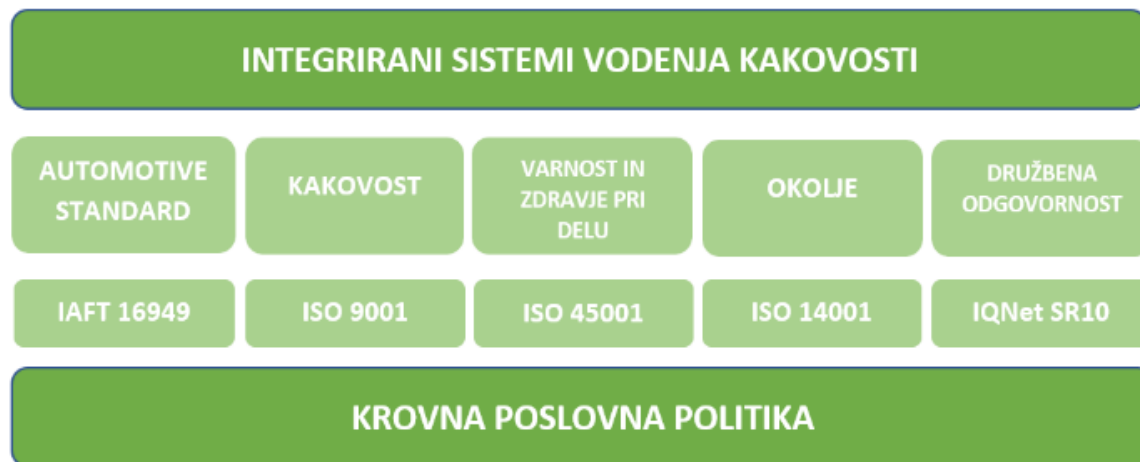 INTEGRIRANI SISTEMI VODENJA KAKOVOSTI
AUTOMOTIVE
STANDARD
KAKOVOST
VARNOST IN
ZDRAVJE PRI
DELU
OKOLJE
DRUŽBENA
ODGOVORNOST
IAFT 16949
ISO 9001
ISO 45001
ISO 14001
IQNet SR10
KROVNA POSLOVNA POLITIKA